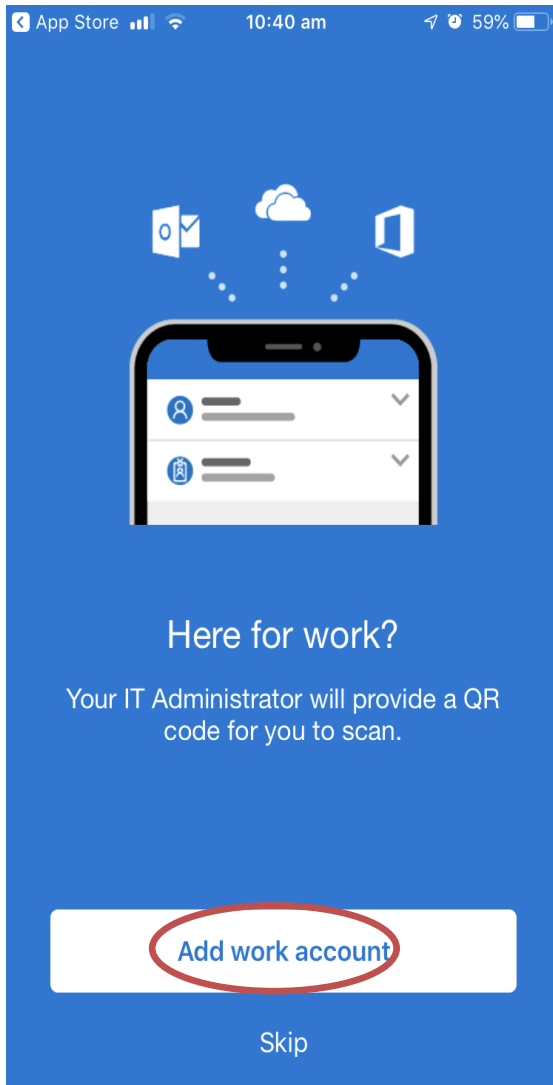 App Store 10:40 am 59%
Here for work?
Your IT Administrator will provide a QR
code for you to scan.
Add work account
Skip